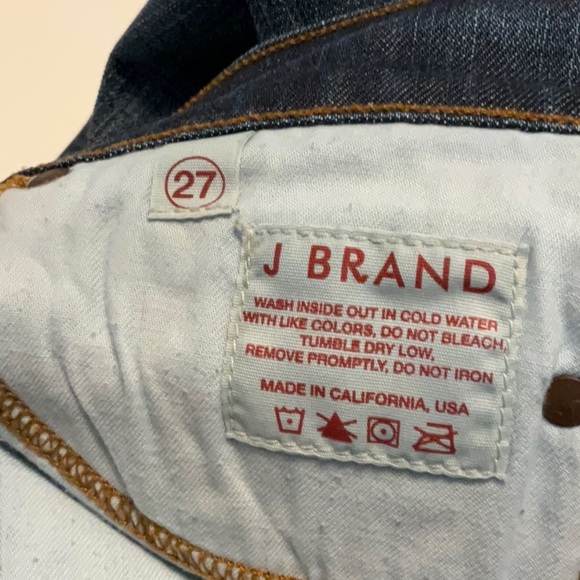 27
J BRAND
WASH INSIDE OUT IN COLD WATER
WITH LIKE COLORS, DO NOT BLEACH,
TUMBLE DRY LOW,
REMOVE PROMPTLY, DO NOT IRON
MADE IN CALIFORNIA, USA